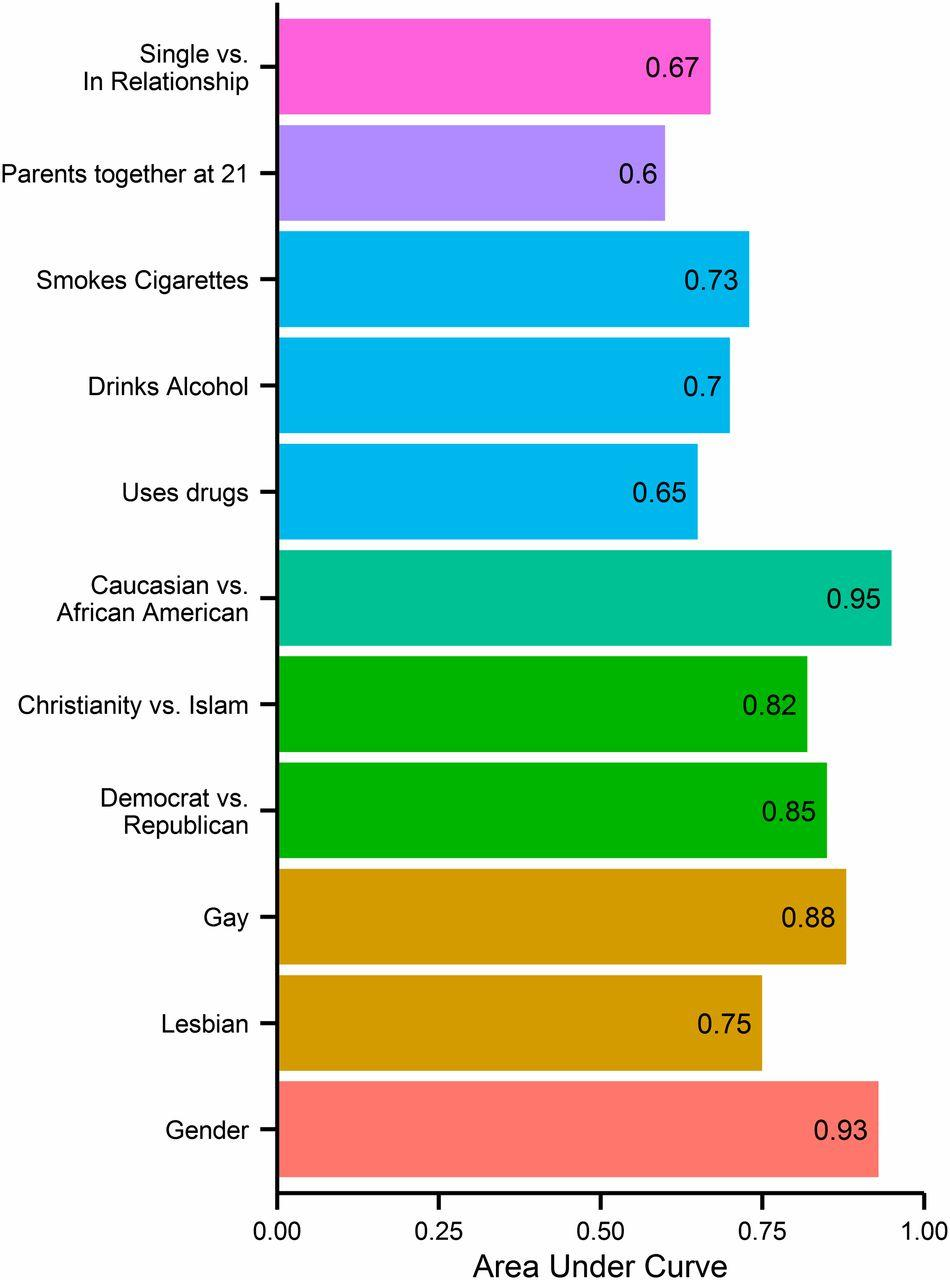 Single vs.
In Relationship
0.67
Parents together at 21
0.6
Smokes Cigarettes
0.73
Drinks Alcohol
0.7
Uses drugs
0.65
Caucasian vs.
African American
0.95
Christianity vs. Islam
0.82
Democrat vs.
Republican
0.85
Gay
0.88
Lesbian
0.75
Gender
0.93
0.00 0.25 0.50 0.75 1.00
Area Under Curve